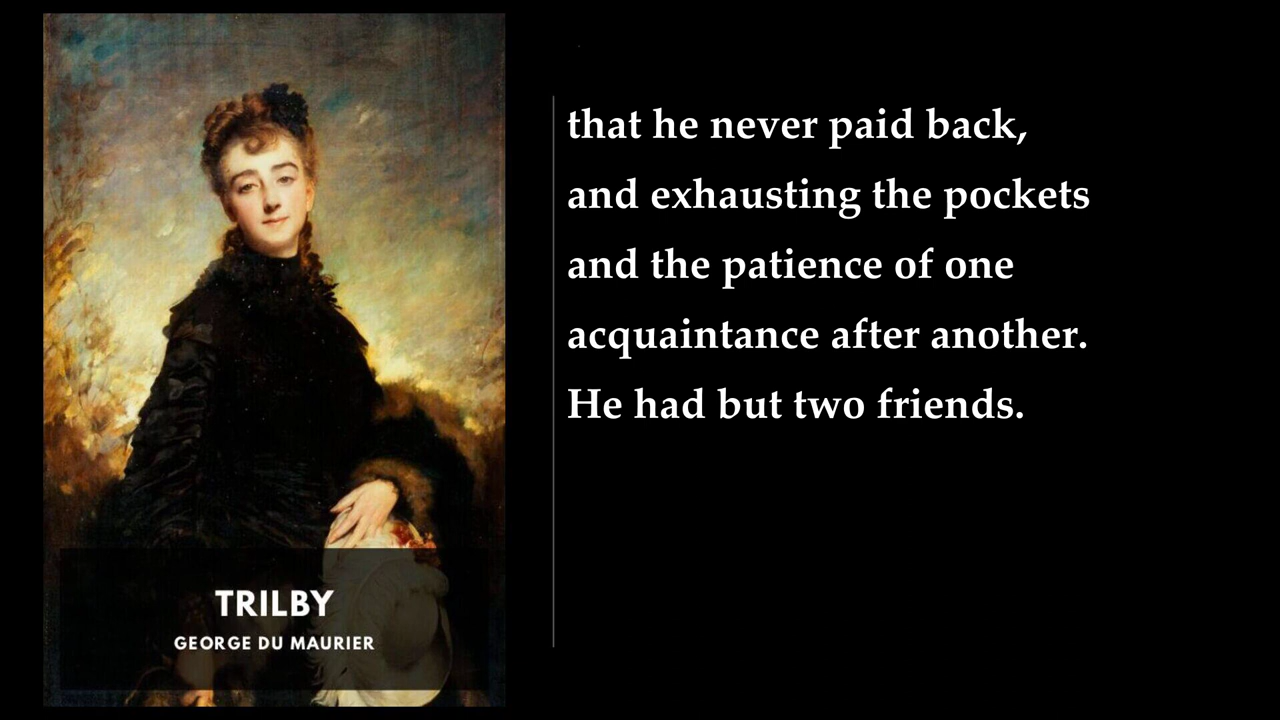 TRILBY
GEORGE DU MAURIER
that he never paid back,
and exhausting the pockets
and the patience of one
acquaintance after another.
He had but two friends.